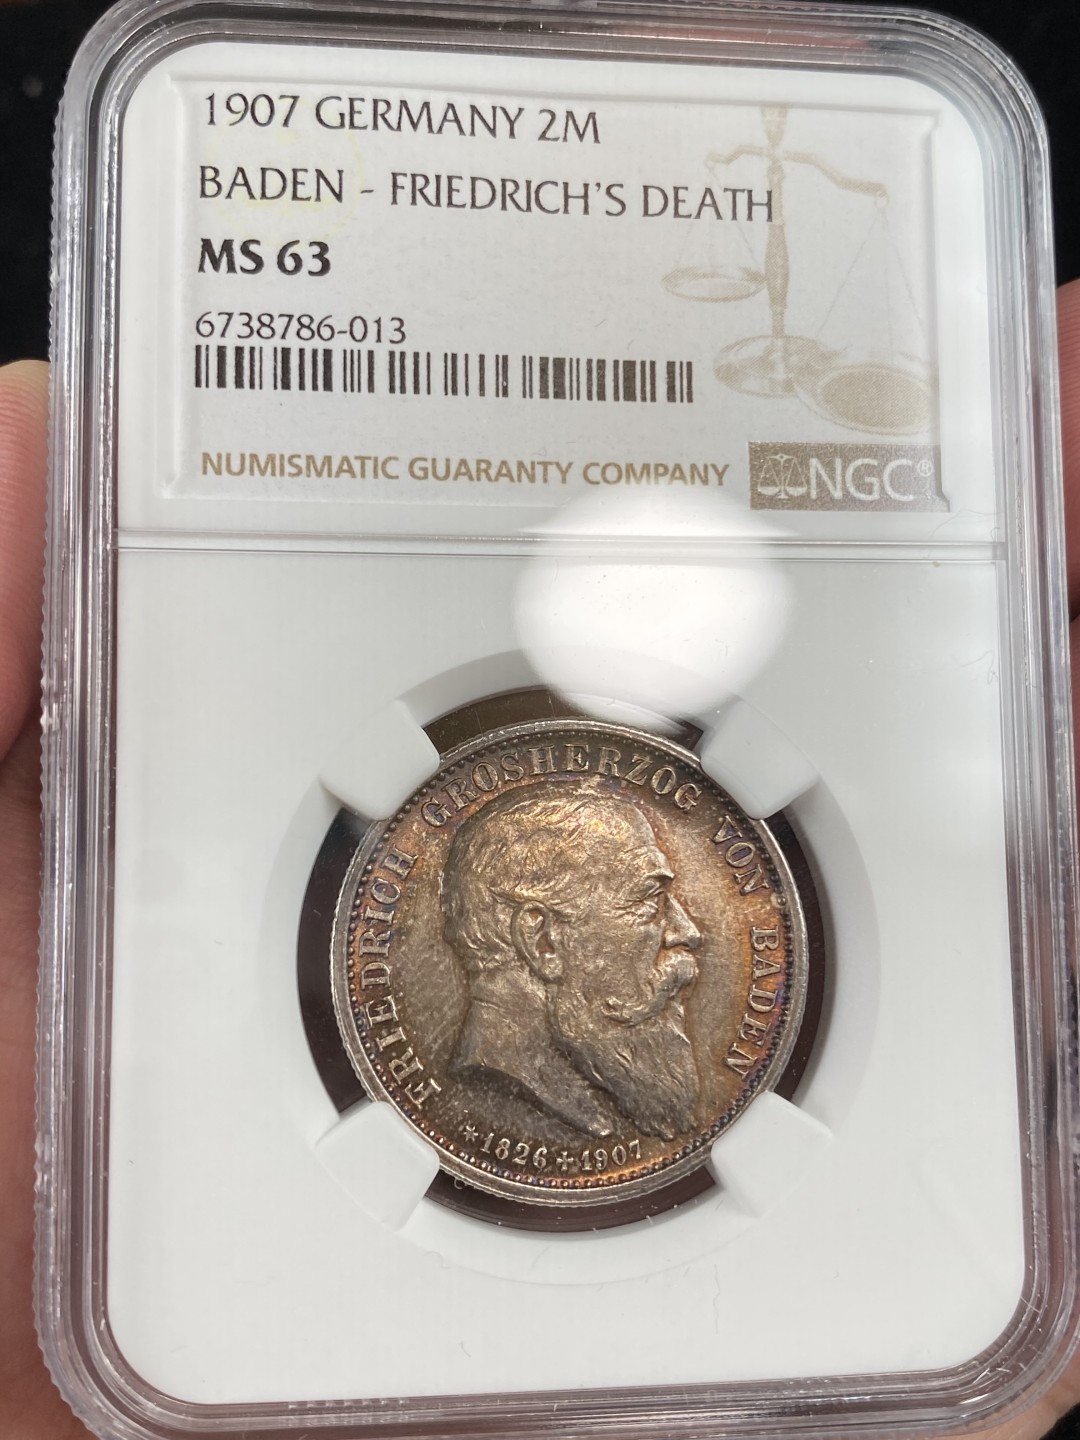 1907 GERMANY 2M
BADEN - FRIEDRICH'S DEATH
MS 63
6738786-013
NUMISMATIC GUARANTY COMPANY
NGC®
FRIEDRICH GROSHERZOG VON BADEN
*1826+1907